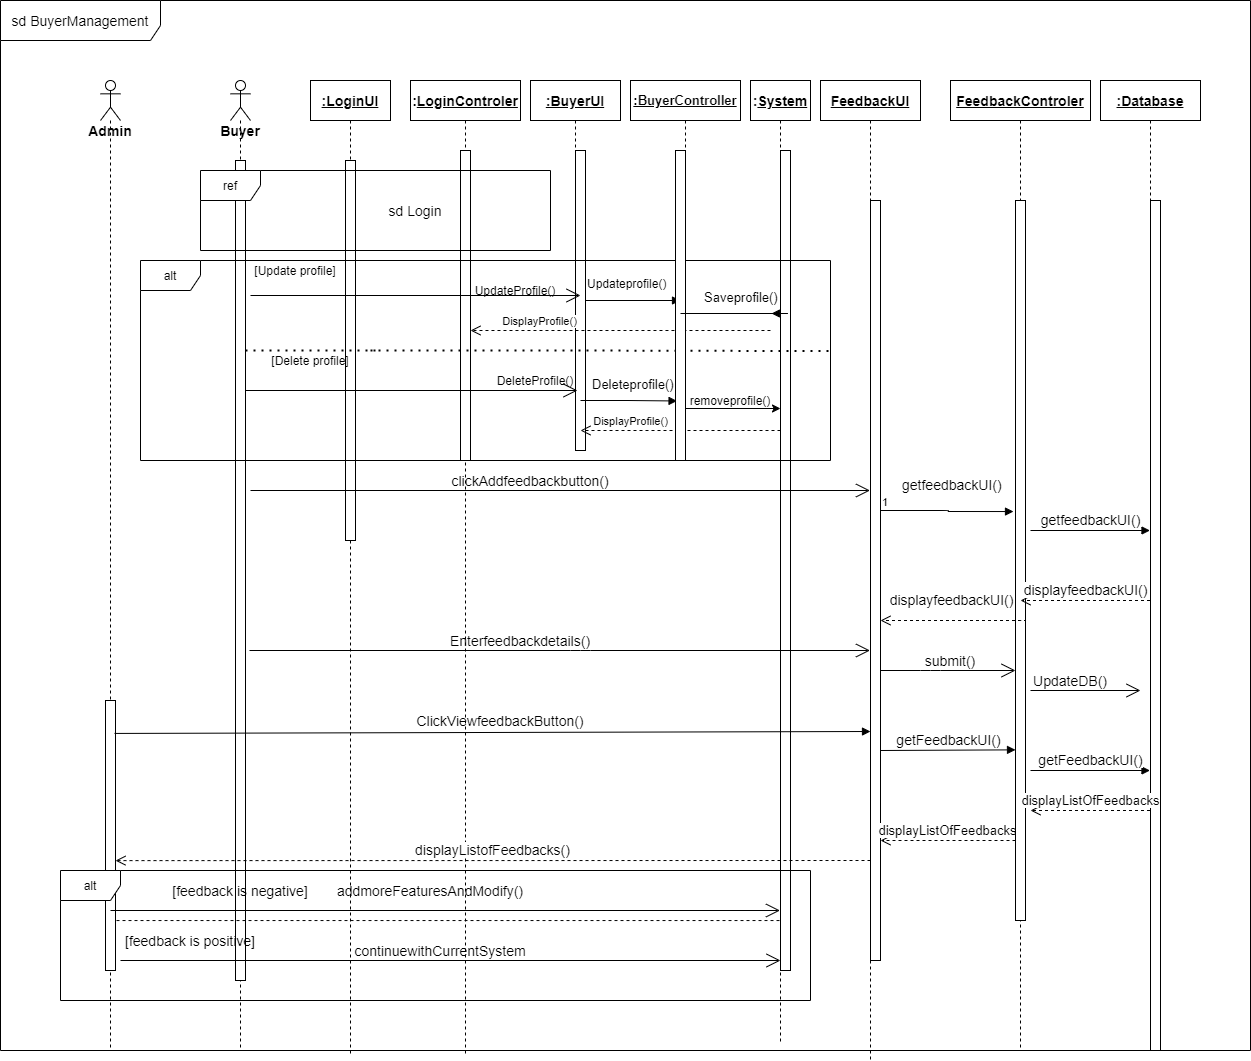 sd BuyerManagement
Admin
Buyer
:LoginUI
:LoginControler
:BuyerUI
:BuyerController
:System
FeedbackUI
FeedbackControler
:Database
ref
sd Login
alt
[Update profile]
UpdateProfile()
Updateprofile()
Saveprofile()
DisplayProfile()
[Delete profile]
DeleteProfile()
Deleteprofile()
removeprofile()
DisplayProfile()
clickAddfeedbackbutton()
getfeedbackUI()
1
getfeedbackUI()
displayfeedbackUI()
displayfeedbackUI()
Enterfeedbackdetails()
submit()
UpdateDB()
ClickViewfeedbackButton()
getFeedbackUI()
getFeedbackUI()
displayListOfFeedbacks
displayListOfFeedbacks
displayListofFeedbacks()
alt
[feedback is negative]
addmoreFeaturesAndModify()
[feedback is positive]
continuewithCurrentSystem